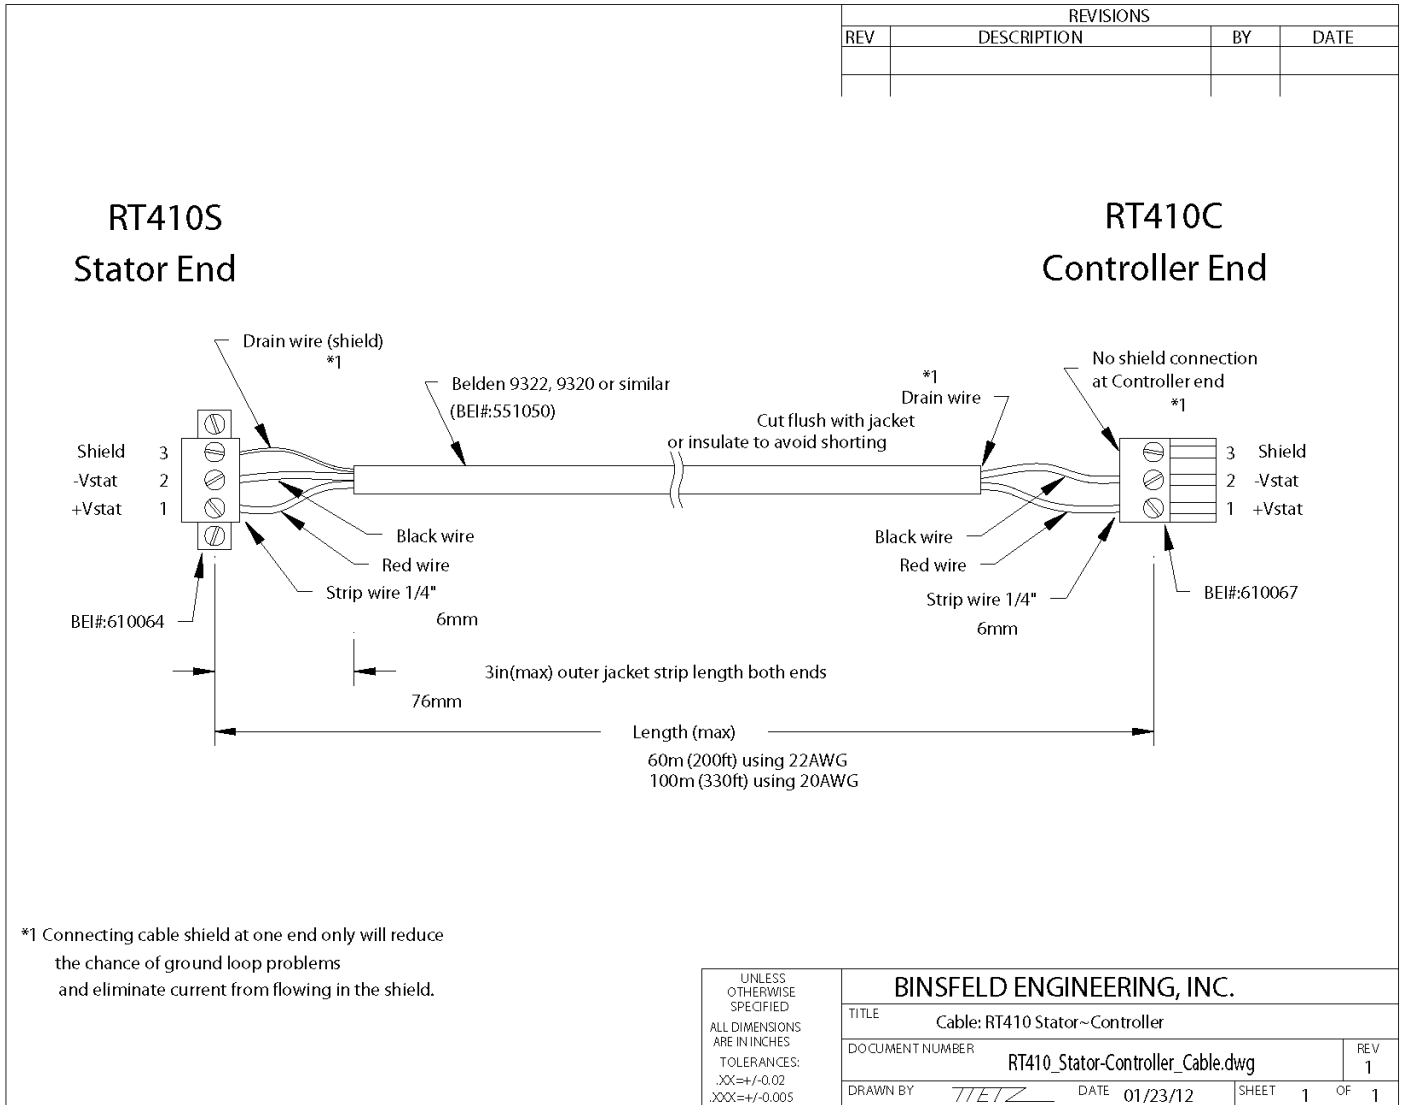 REVISIONS
REV DESCRIPTION BY DATE
RT410S
Stator End
RT410C
Controller End
Drain wire (shield)
*1
Belden 9322, 9320 or similar
(BEI#:551050)
*1
Drain wire
Cut flush with jacket
or insulate to avoid shorting
No shield connection
at Controller end
*1
Shield 3
-Vstat 2
+Vstat 1
3 Shield
2 -Vstat
1 +Vstat
Black wire
Red wire
Strip wire 1/4"
6mm
BEI#:610064
Black wire
Red wire
Strip wire 1/4"
6mm
BEI#:610067
3in(max) outer jacket strip length both ends
76mm
Length (max)
60m (200ft) using 22AWG
100m (330ft) using 20AWG
*1 Connecting cable shield at one end only will reduce
the chance of ground loop problems
and eliminate current from flowing in the shield.
UNLESS
OTHERWISE
SPECIFIED
ALL DIMENSIONS
ARE IN INCHES
TOLERANCES:
.XX=+/-0.02
.XXX=+/-0.005
BINSFELD ENGINEERING, INC.
TITLE
Cable: RT410 Stator~Controller
DOCUMENT NUMBER
RT410_Stator-Controller_Cable.dwg
REV
1
DRAWN BY TIETZ DATE 01/23/12 SHEET 1 OF 1